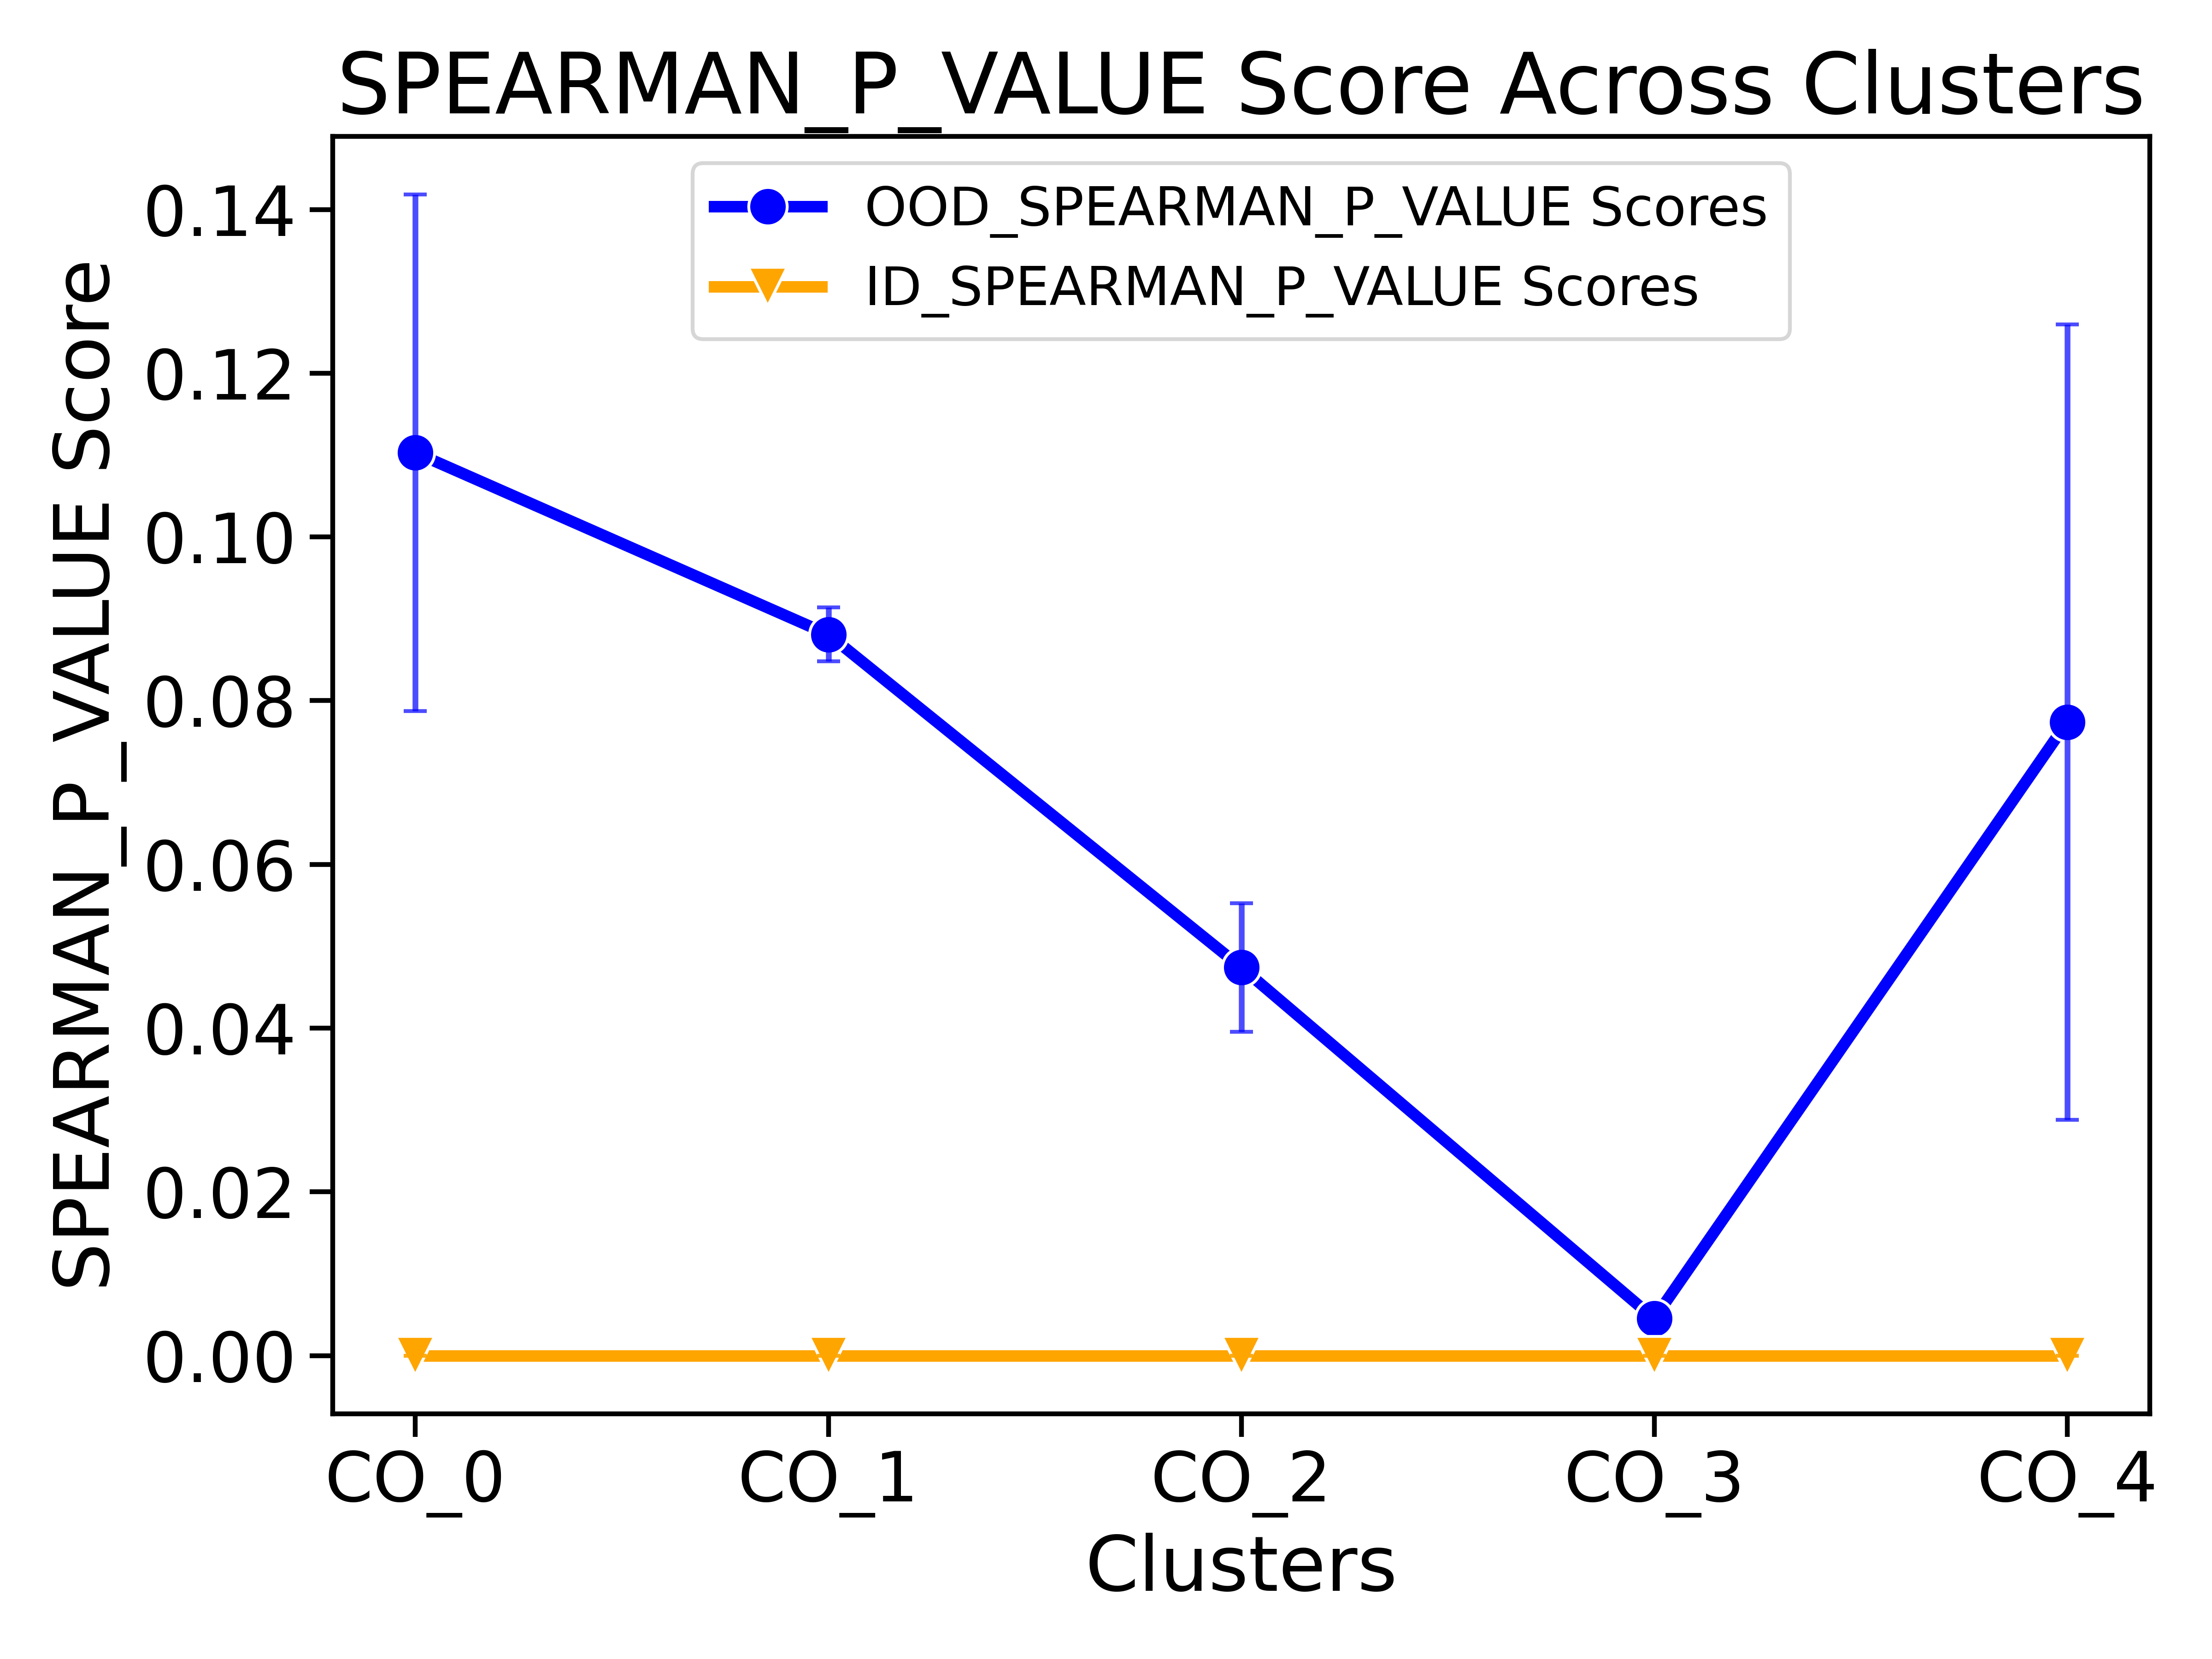 SPEARMAN_P_VALUE Score Across Clusters
OOD_SPEARMAN_P_VALUE Scores
ID_SPEARMAN_P_VALUE Scores
SPEARMAN_P_VALUE Score
0.14
0.12
0.10
0.08
0.06
0.04
0.02
0.00
CO_0 CO_1 CO_2 CO_3 CO_4
Clusters